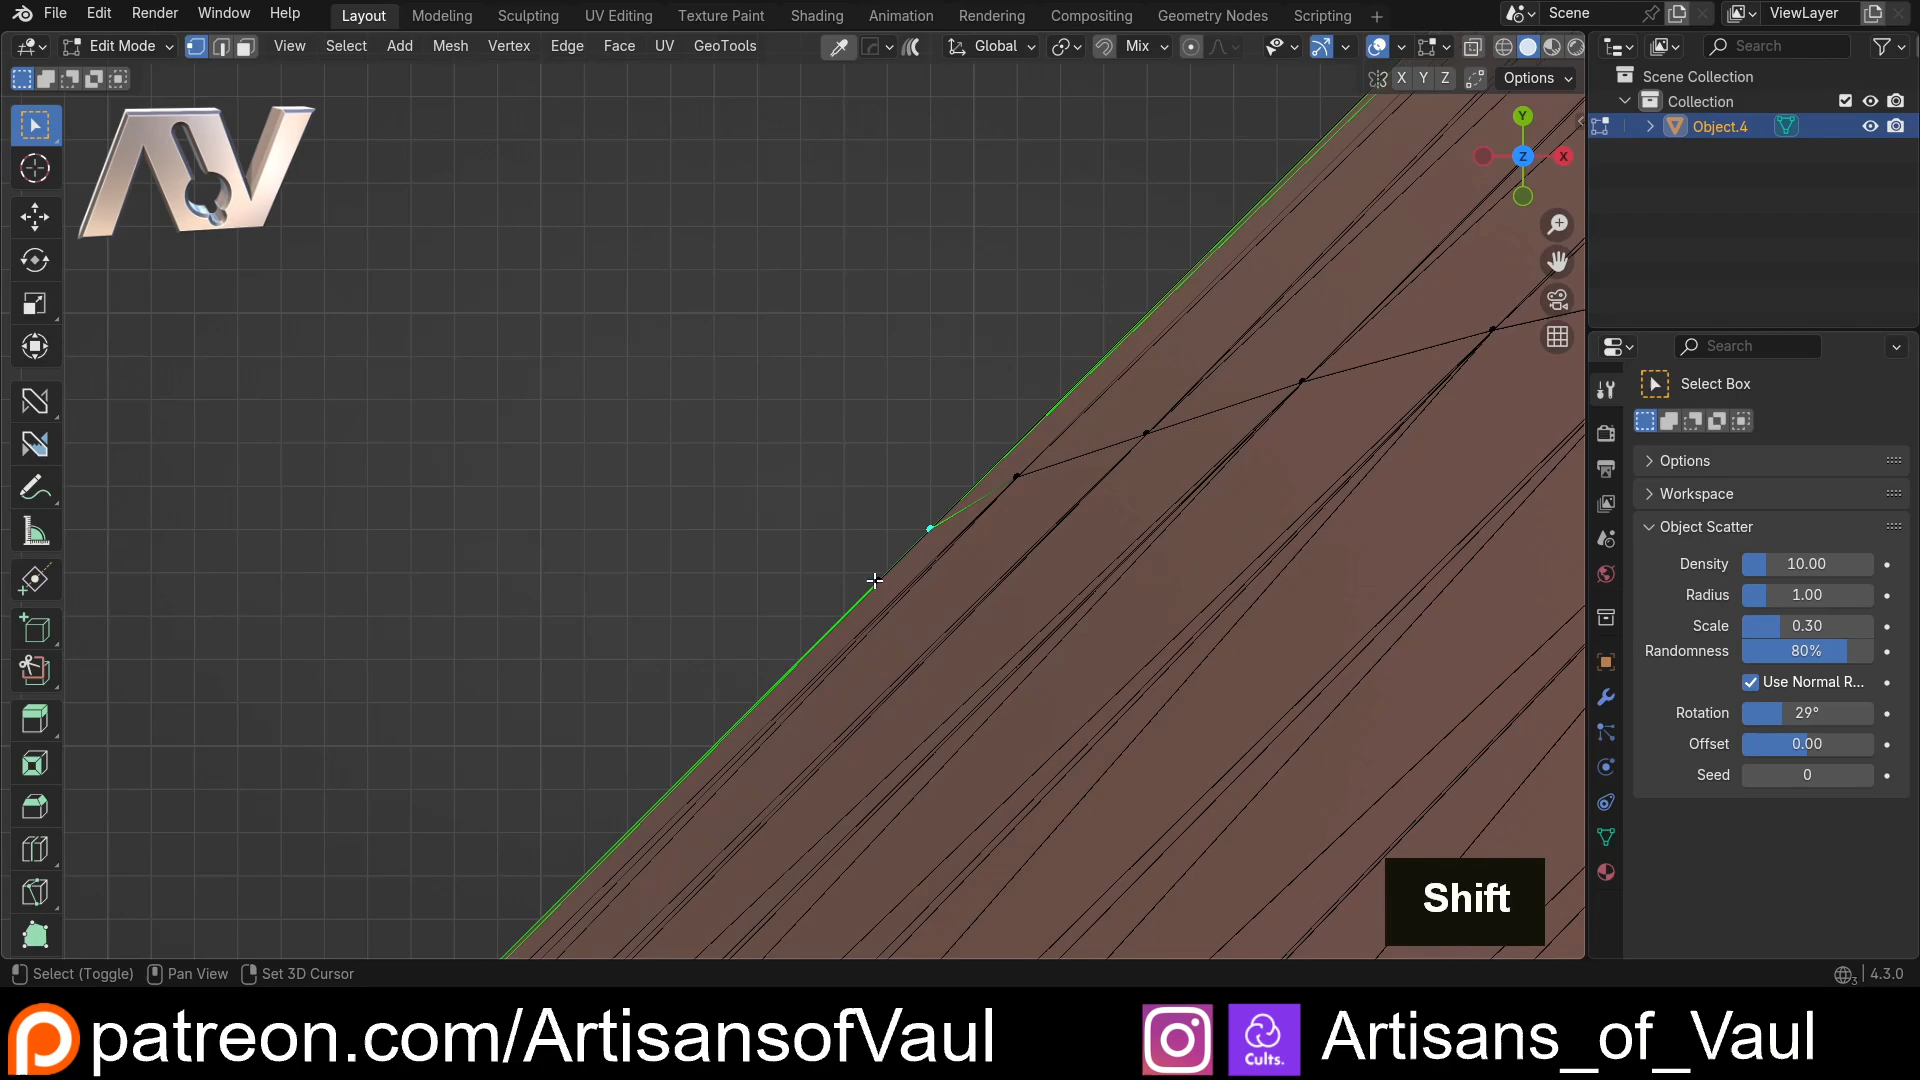 File Edit Render Window Help Layout Modeling Sculpting UV Editing Texture Paint Shading Animation Rendering Compositing Geometry Nodes Scripting + Scene ViewLayer
Edit Mode View Select Add Mesh Vertex Edge Face UV GeoTools Global Mix Search
X Y Z Options
Scene Collection
Collection
Object.4
Y
Z X
AV
Search
Select Box
Options
Workspace
Object Scatter
Density 10.00
Radius 1.00
Scale 0.30
Randomness 80%
Use Normal R...
Rotation 29°
Offset 0.00
Seed 0
Shift
Select (Toggle) Pan View Set 3D Cursor 3 4.3.0
patreon.com/ArtisansofVaul Cults. Artisans_of_Vaul